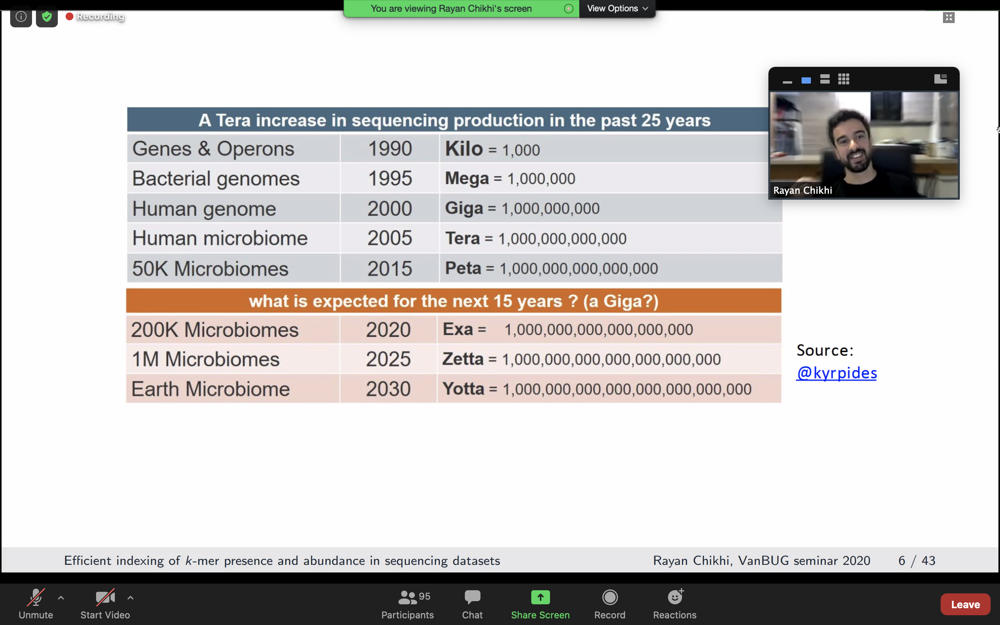 You are viewing Rayan Chikhi's screen
View Options
Recording
Rayan Chikhi
A Tera increase in sequencing production in the past 25 years
Genes & Operons 1990 Kilo = 1,000
Bacterial genomes 1995 Mega = 1,000,000
Human genome 2000 Giga = 1,000,000,000
Human microbiome 2005 Tera = 1,000,000,000,000
50K Microbiomes 2015 Peta = 1,000,000,000,000,000
what is expected for the next 15 years ? (a Giga?)
200K Microbiomes 2020 Exa = 1,000,000,000,000,000,000
1M Microbiomes 2025 Zetta = 1,000,000,000,000,000,000,000
Earth Microbiome 2030 Yotta = 1,000,000,000,000,000,000,000,000
Source:
@kyrpides
Efficient indexing of k-mer presence and abundance in sequencing datasets
Rayan Chikhi, VanBUG seminar 2020 6 / 43
Unmute
Start Video
95
Participants
Chat
Share Screen
Record
Reactions
Leave